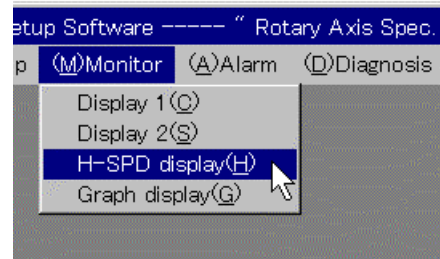 etup Software ----- “ Rotary Axis Spec.
p (M)Monitor (A)Alarm (D)Diagnosis
Display 1(C)
Display 2(S)
H-SPD display(H)
Graph display(G)